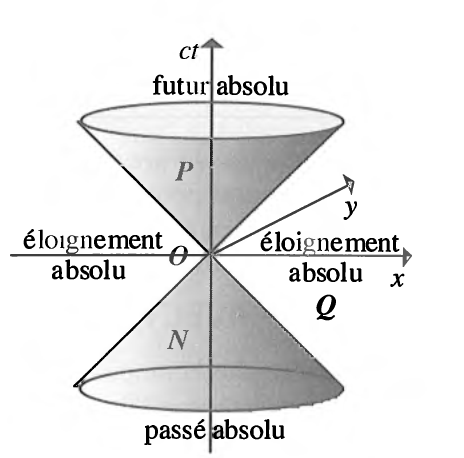 ct
futur absolu
P
y
éloignement
absolu
O
éloignement
absolu
x
Q
N
passé absolu